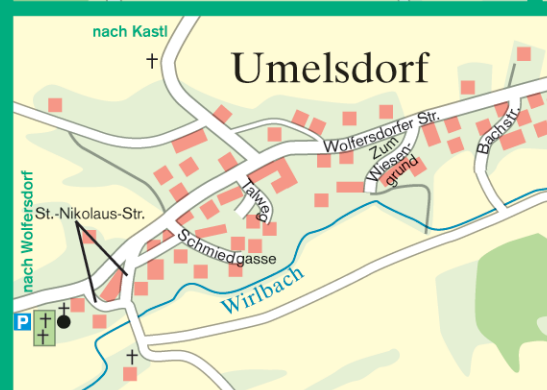 nach Kastl
Umelsdorf
Wolfersdorfer Str.
Zum
Wiesen-
grund
Bachstr.
Talweg
nach Wolfersdorf
St.-Nikolaus-Str.
Schmiedgasse
Wirlbach
P